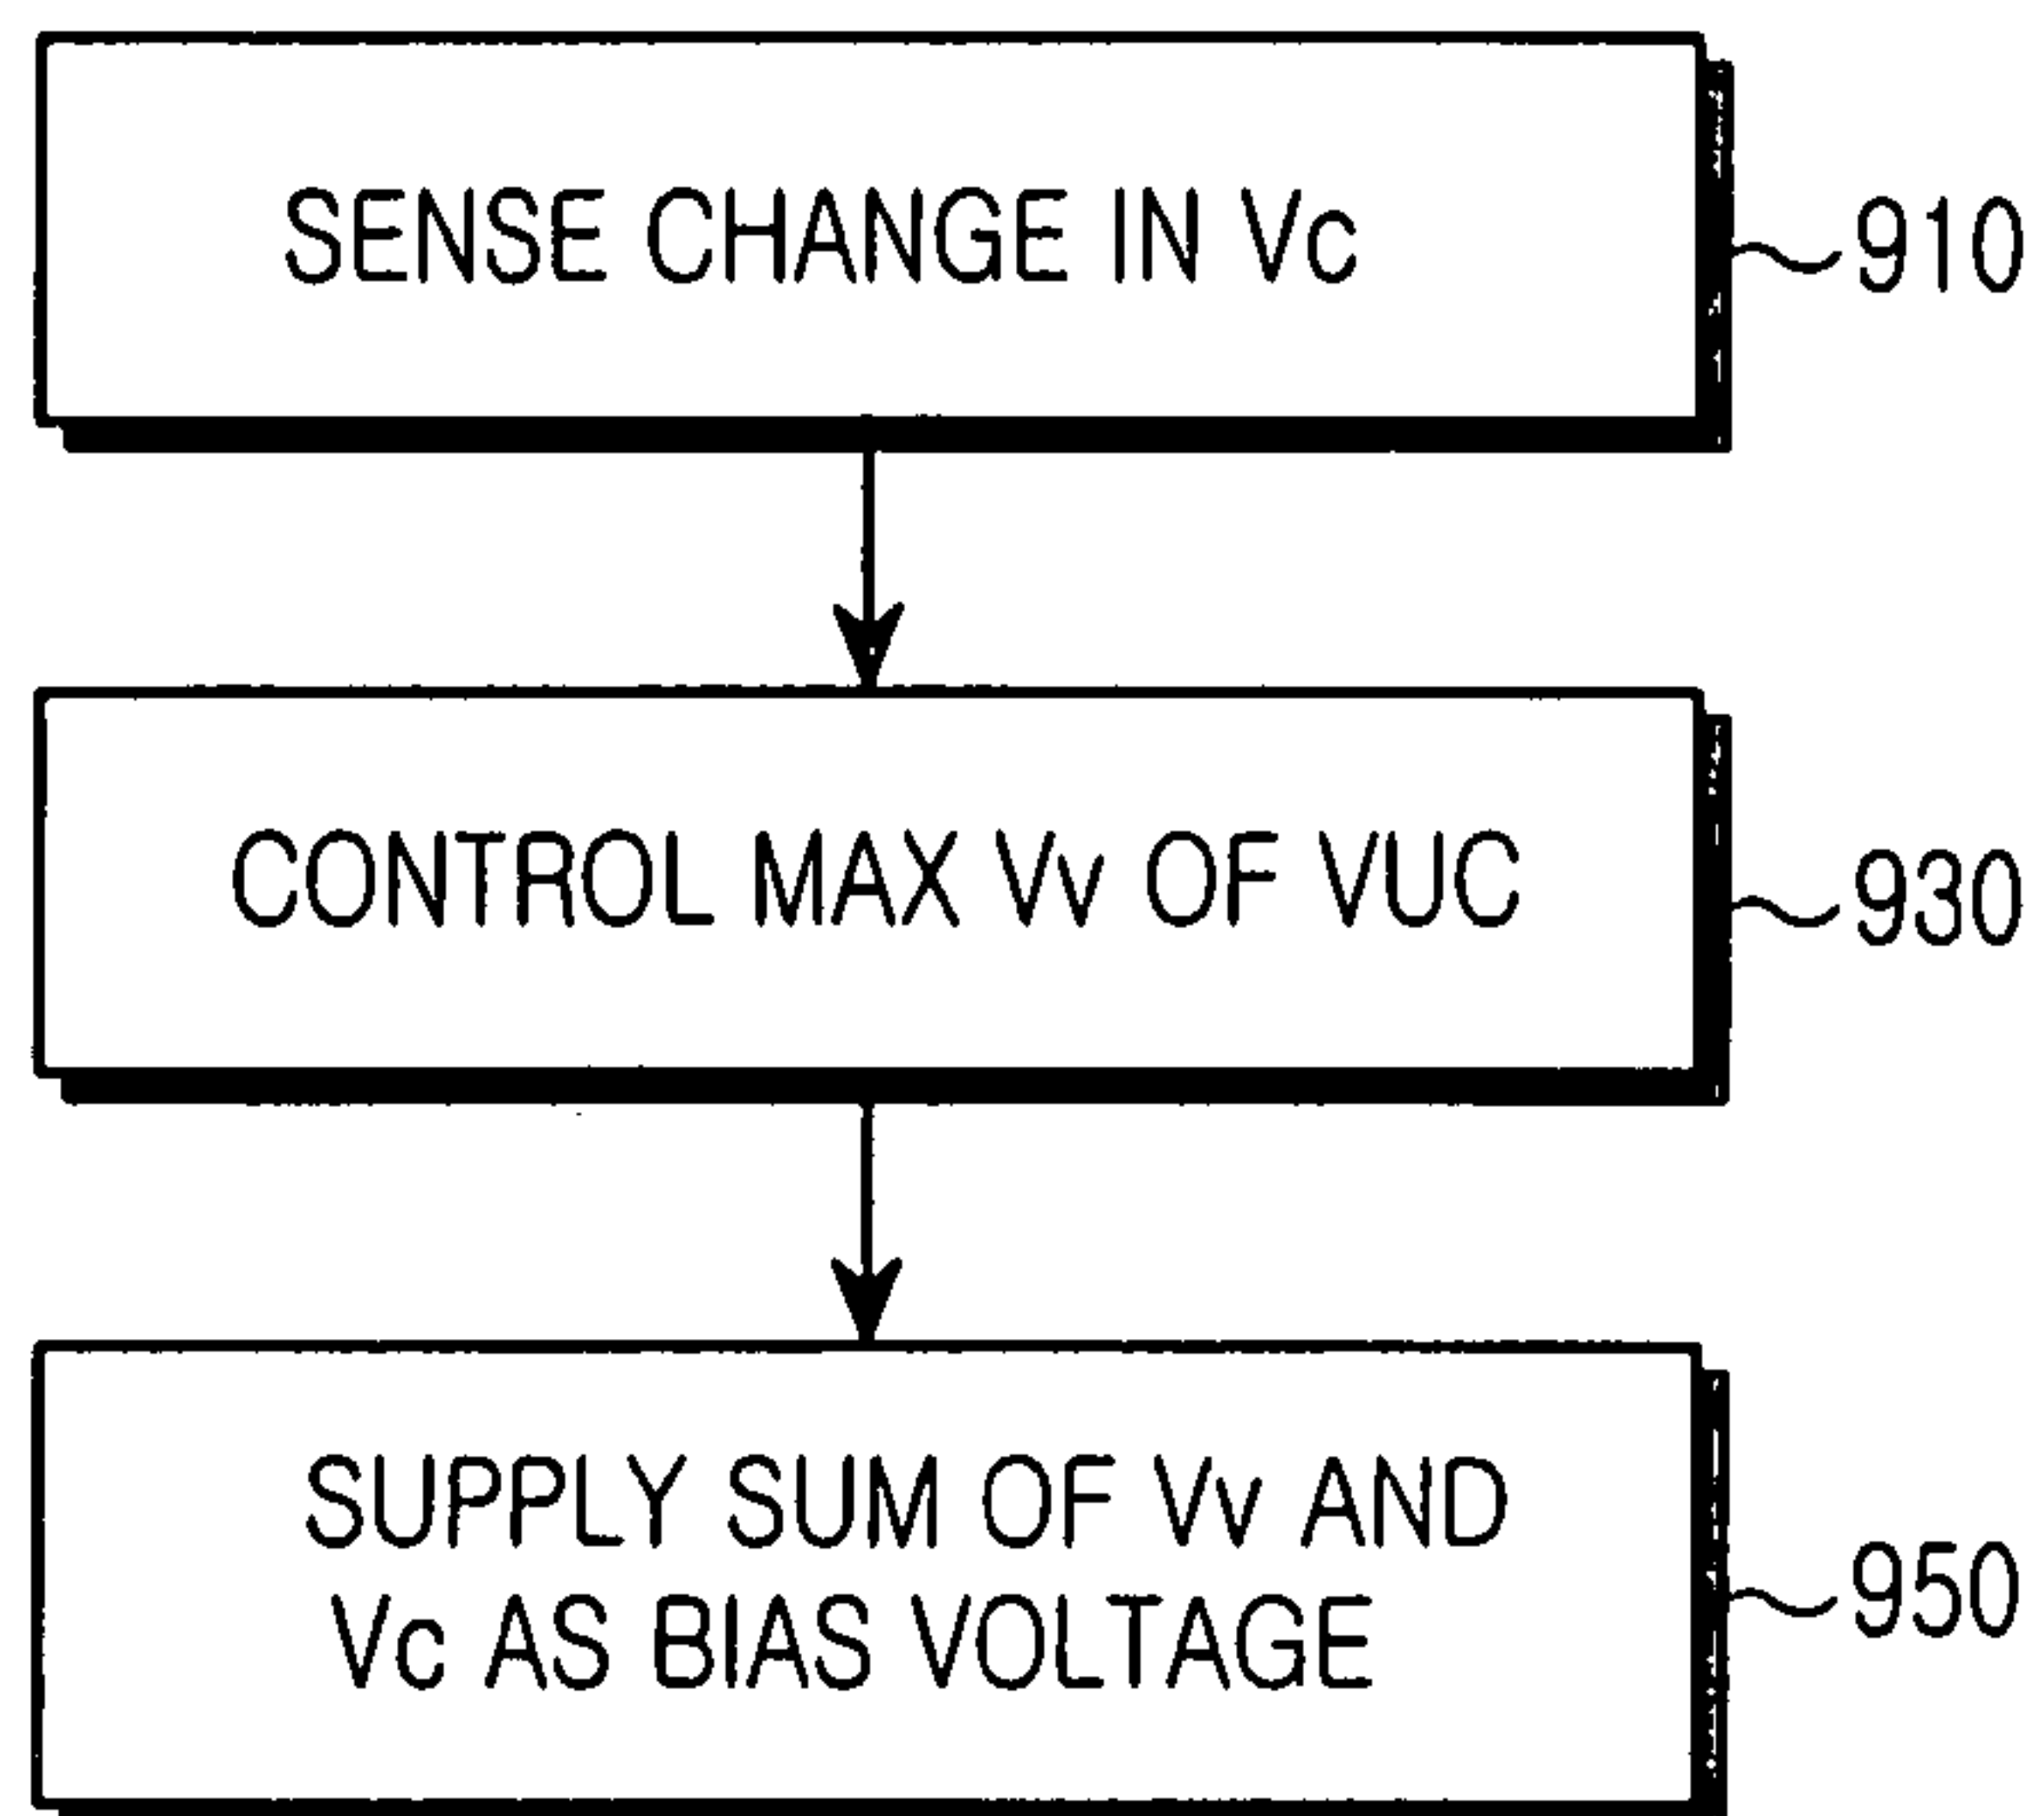 SENSE CHANGE IN Vc
910
CONTROL MAX Vv OF VUC
930
SUPPLY SUM OF Vv AND
Vc AS BIAS VOLTAGE
950